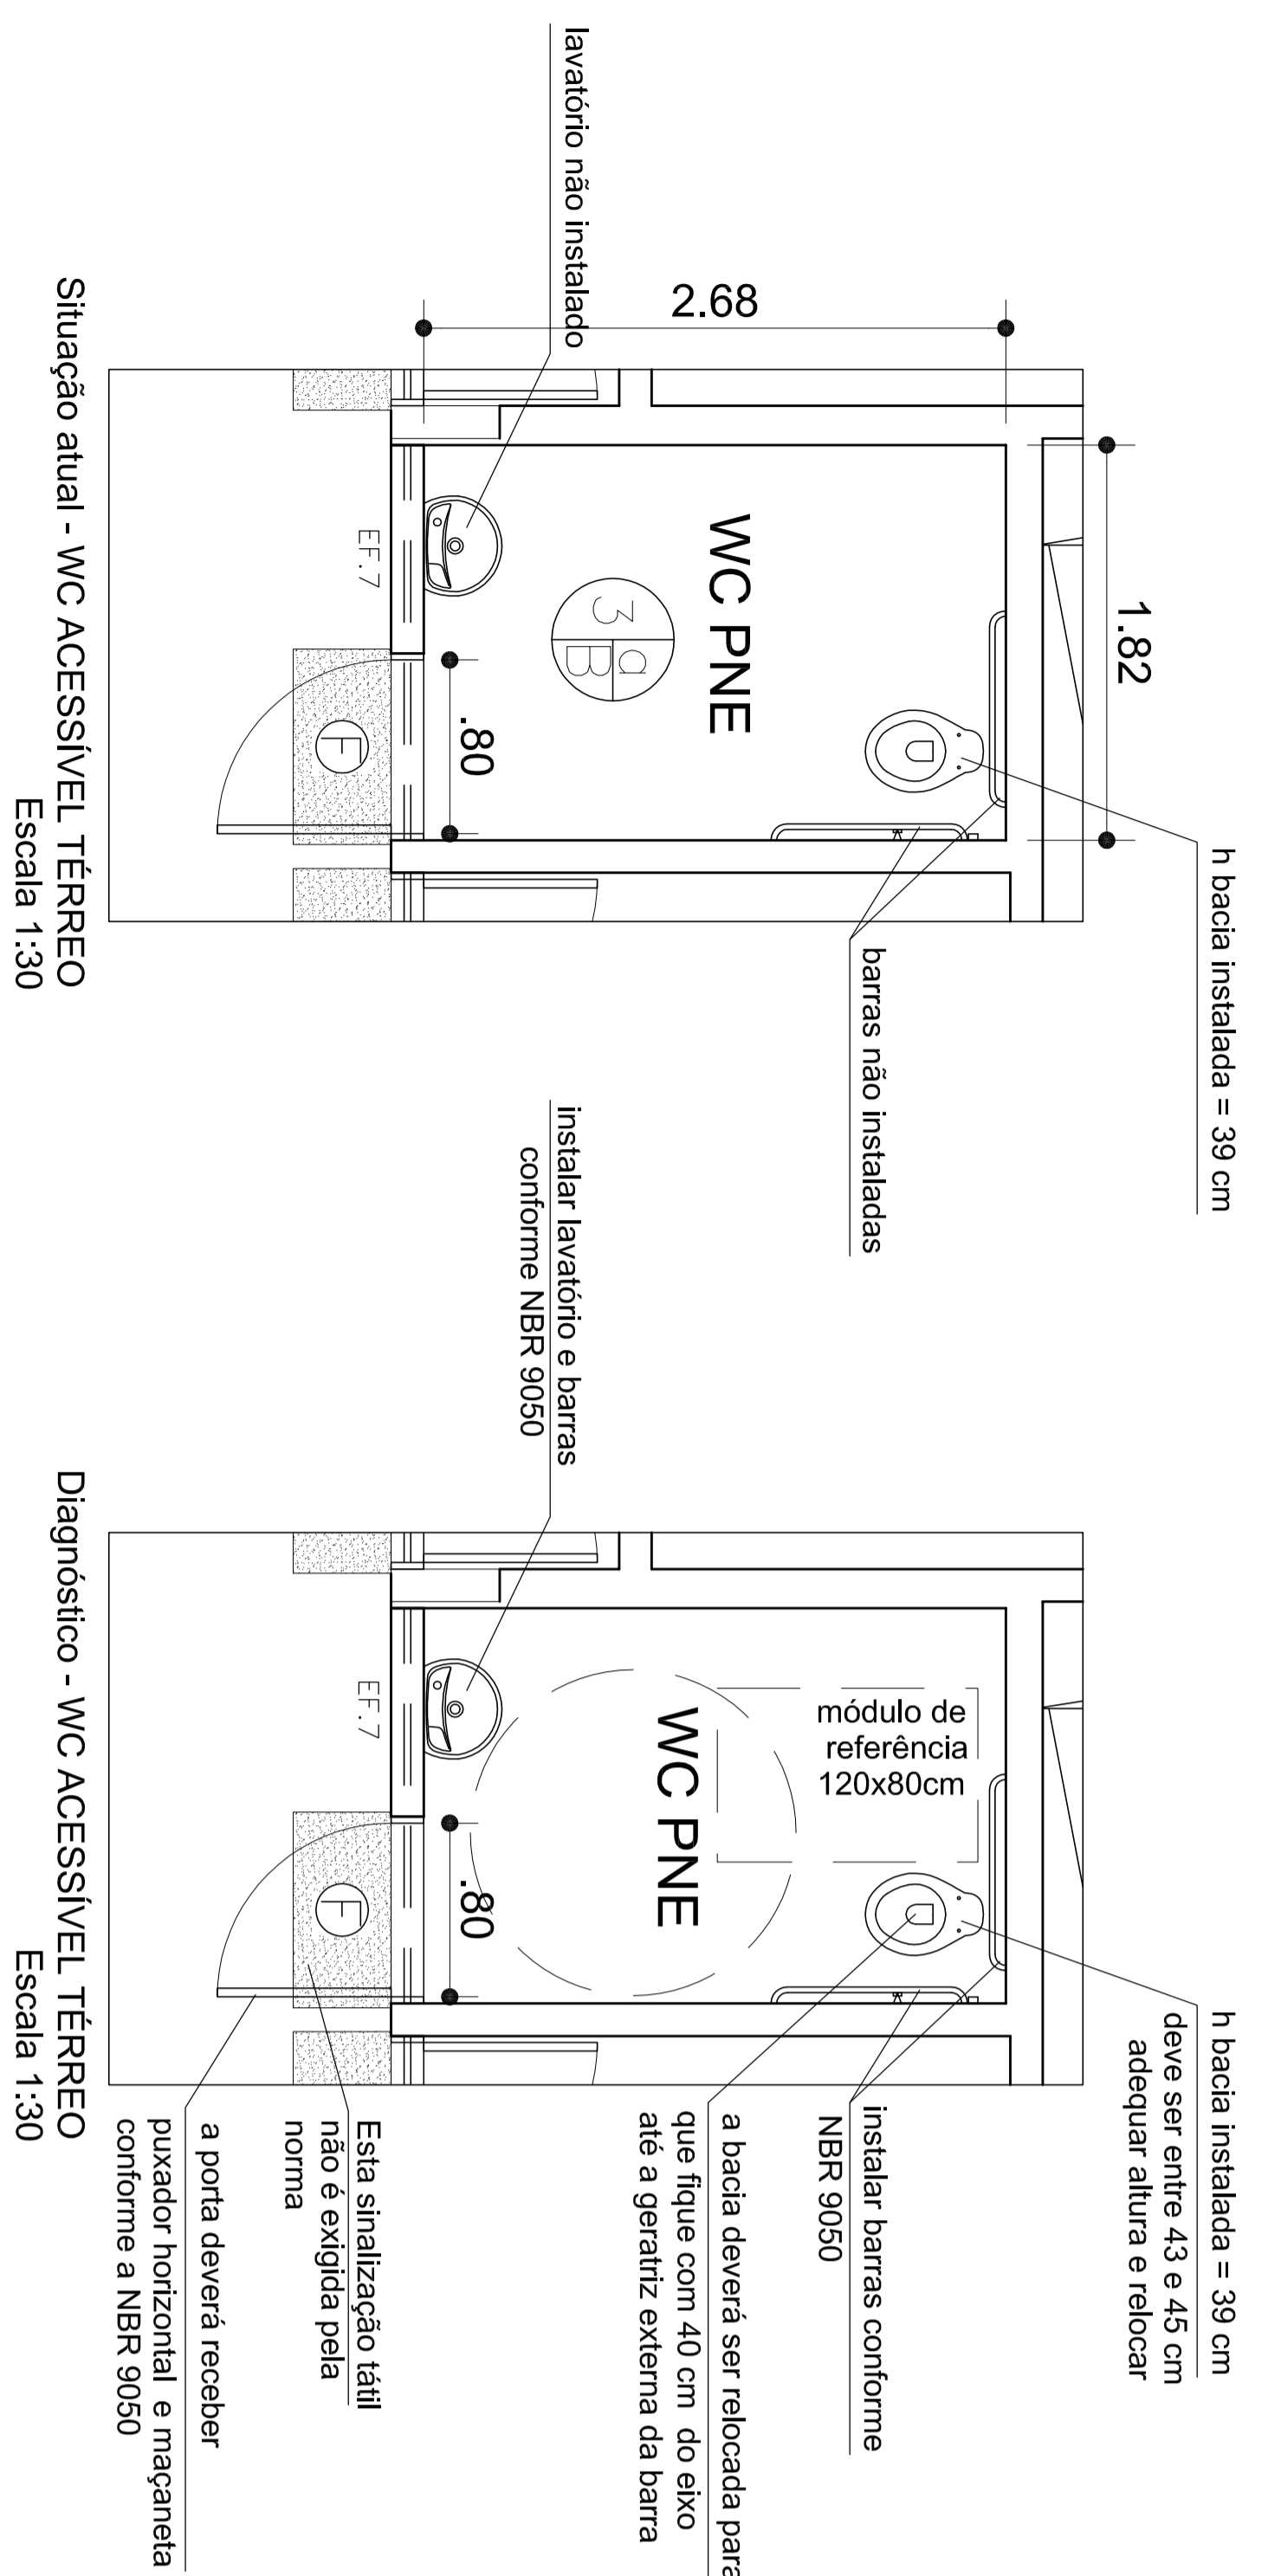 h bacia instalada = 39 cm
1.82
barras não instaladas
WC PNE
2.68
3
a
B
lavatório não instalado
.80
EF.7
F
Situação atual - WC ACESSÍVEL TÉRREO
Escala 1:30
h bacia instalada = 39 cm
deve ser entre 43 e 45 cm
adequar altura e relocar
instalar barras conforme
NBR 9050
módulo de
referência
120x80cm
a bacia deverá ser relocada para
que fique com 40 cm do eixo
até a geratriz externa da barra
WC PNE
instalar lavatório e barras
conforme NBR 9050
.80
EF.7
F
Esta sinalização tátil
não é exigida pela
norma
a porta deverá receber
puxador horizontal e maçaneta
conforme a NBR 9050
Diagnóstico - WC ACESSÍVEL TÉRREO
Escala 1:30